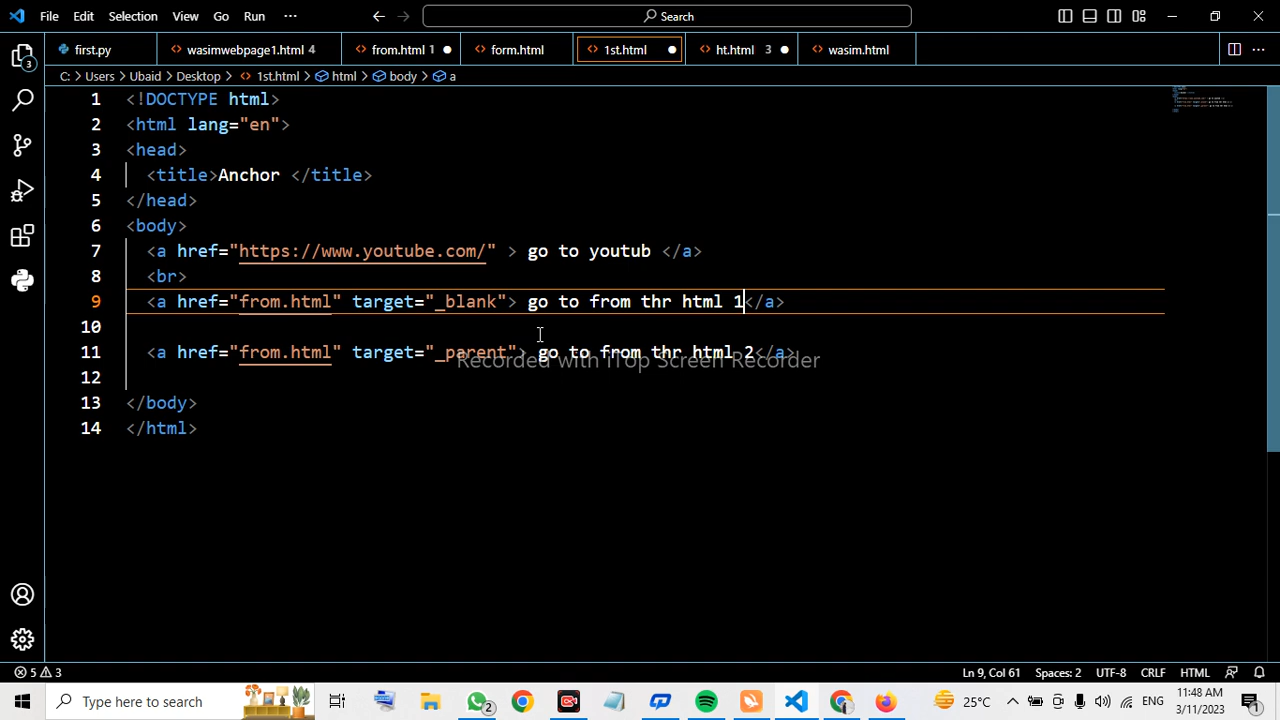 File Edit Selection View Go Run ··· Search
first.py wasimwebpage1.html 4 from.html 1 form.html 1st.html ht.html 3 wasim.html
C: > Users > Ubaid > Desktop > 1st.html > html > body > a
1 <!DOCTYPE html>
2 <html lang="en">
3 <head>
4 <title>Anchor </title>
5 </head>
6 <body>
7 <a href="https://www.youtube.com/" > go to youtub </a>
8 <br>
9 <a href="from.html" target="_blank"> go to from thr html 1</a>
10
11 <a href="from.html" target="_parent"> go to from thr html 2</a>
Recorded with iTop Screen Recorder
12
13 </body>
14 </html>
3
5 3 Ln 9, Col 61 Spaces: 2 UTF-8 CRLF HTML
Type here to search 2 25°C ENG 11:48 AM 3/11/2023 1